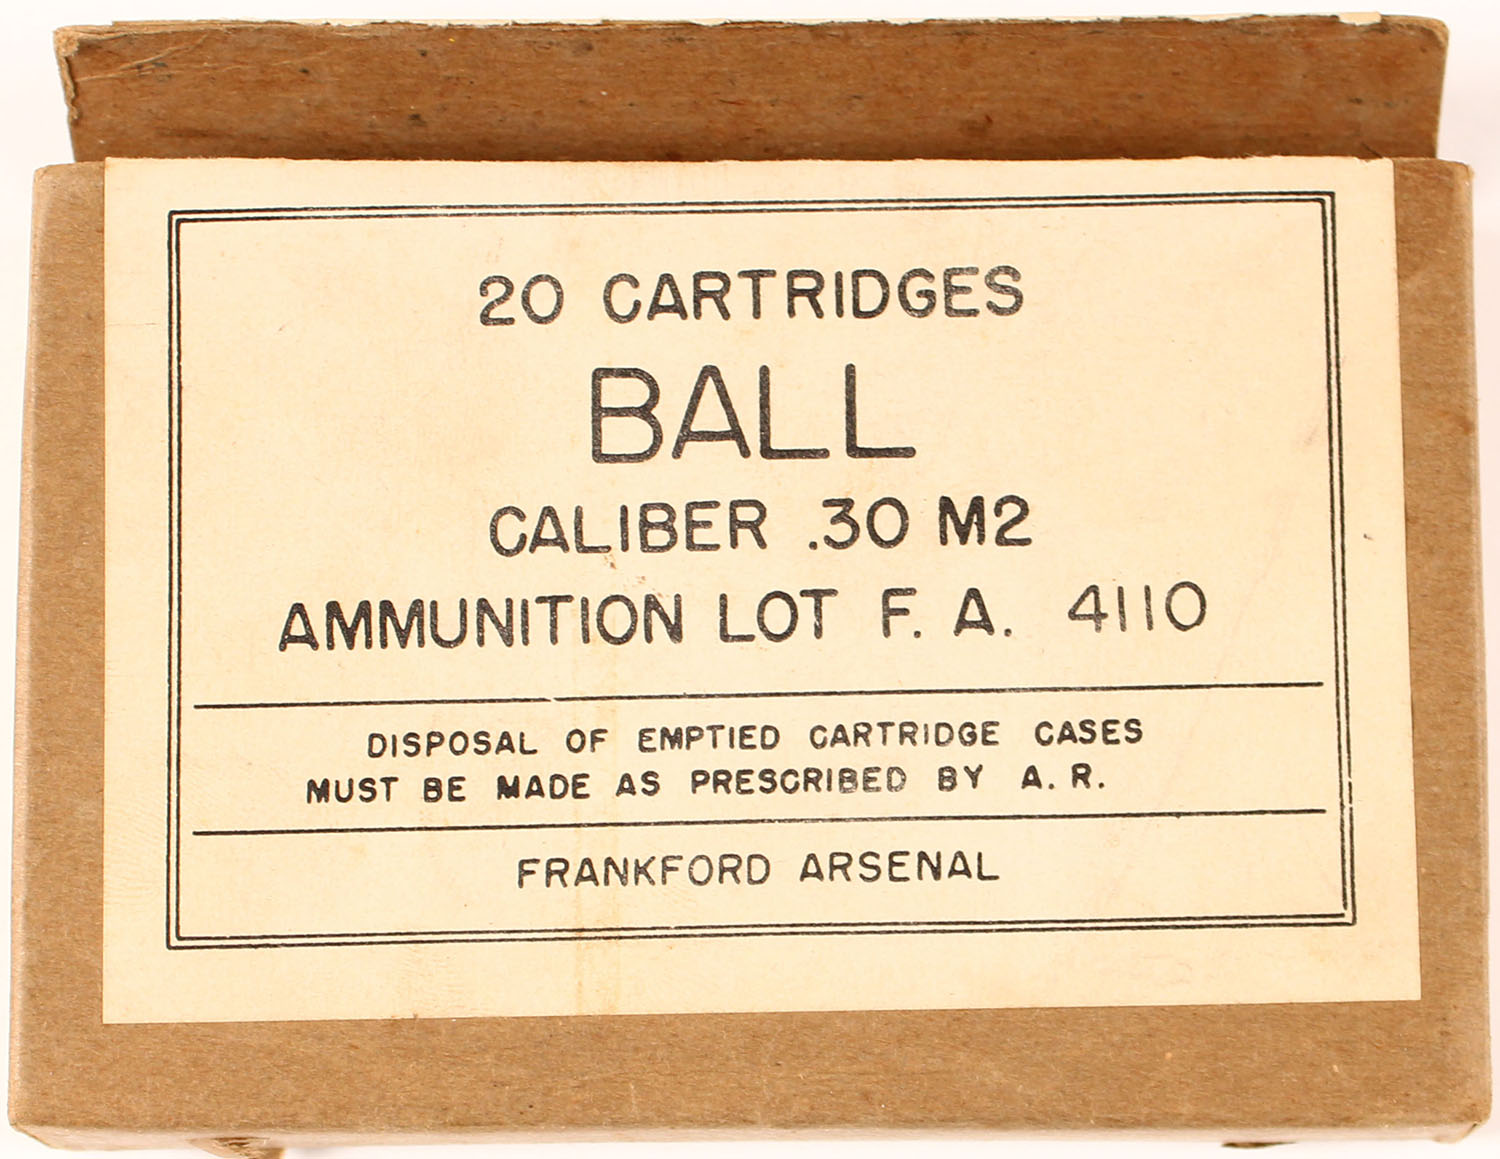 20 CARTRIDGES
BALL
CALIBER .30 M2
AMMUNITION LOT F. A. 4110
DISPOSAL OF EMPTIED CARTRIDGE CASES
MUST BE MADE AS PRESCRIBED BY A. R.
FRANKFORD ARSENAL